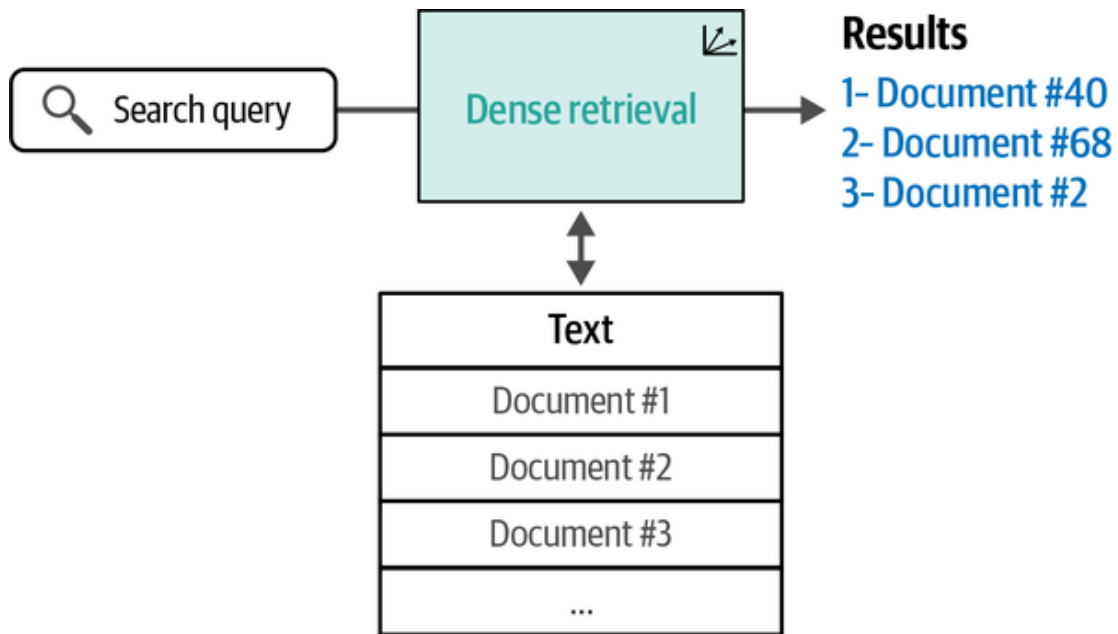 Search query
Dense retrieval
Results
1- Document #40
2- Document #68
3- Document #2
Text
Document #1
Document #2
Document #3
...